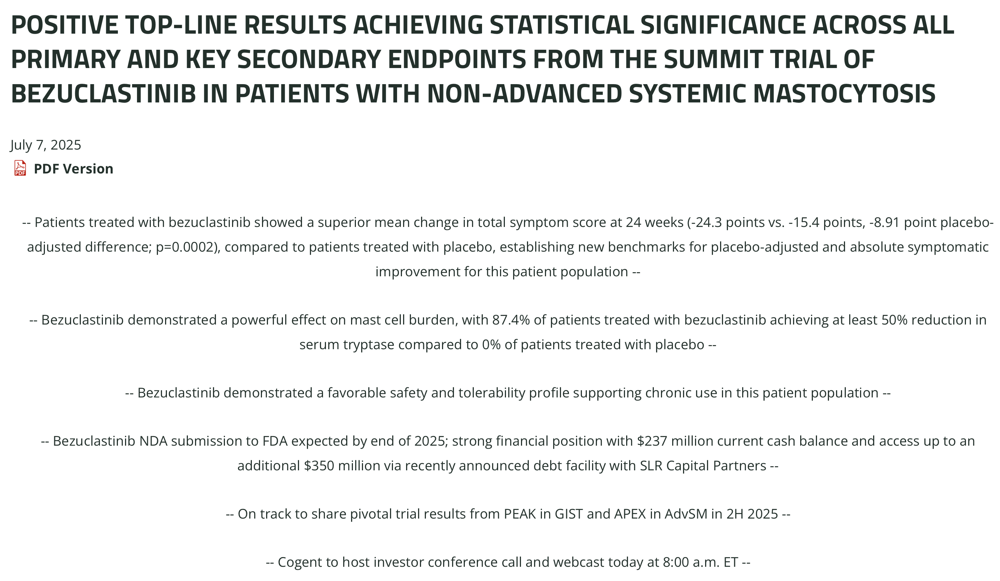 POSITIVE TOP-LINE RESULTS ACHIEVING STATISTICAL SIGNIFICANCE ACROSS ALL
PRIMARY AND KEY SECONDARY ENDPOINTS FROM THE SUMMIT TRIAL OF
BEZUCLASTINIB IN PATIENTS WITH NON-ADVANCED SYSTEMIC MASTOCYTOSIS
July 7, 2025
PDF
PDF Version
-- Patients treated with bezuclastinib showed a superior mean change in total symptom score at 24 weeks (-24.3 points vs. -15.4 points, -8.91 point placebo-
adjusted difference; p=0.0002), compared to patients treated with placebo, establishing new benchmarks for placebo-adjusted and absolute symptomatic
improvement for this patient population --
-- Bezuclastinib demonstrated a powerful effect on mast cell burden, with 87.4% of patients treated with bezuclastinib achieving at least 50% reduction in
serum tryptase compared to 0% of patients treated with placebo --
-- Bezuclastinib demonstrated a favorable safety and tolerability profile supporting chronic use in this patient population --
-- Bezuclastinib NDA submission to FDA expected by end of 2025; strong financial position with $237 million current cash balance and access up to an
additional $350 million via recently announced debt facility with SLR Capital Partners --
-- On track to share pivotal trial results from PEAK in GIST and APEX in AdvSM in 2H 2025 --
-- Cogent to host investor conference call and webcast today at 8:00 a.m. ET --